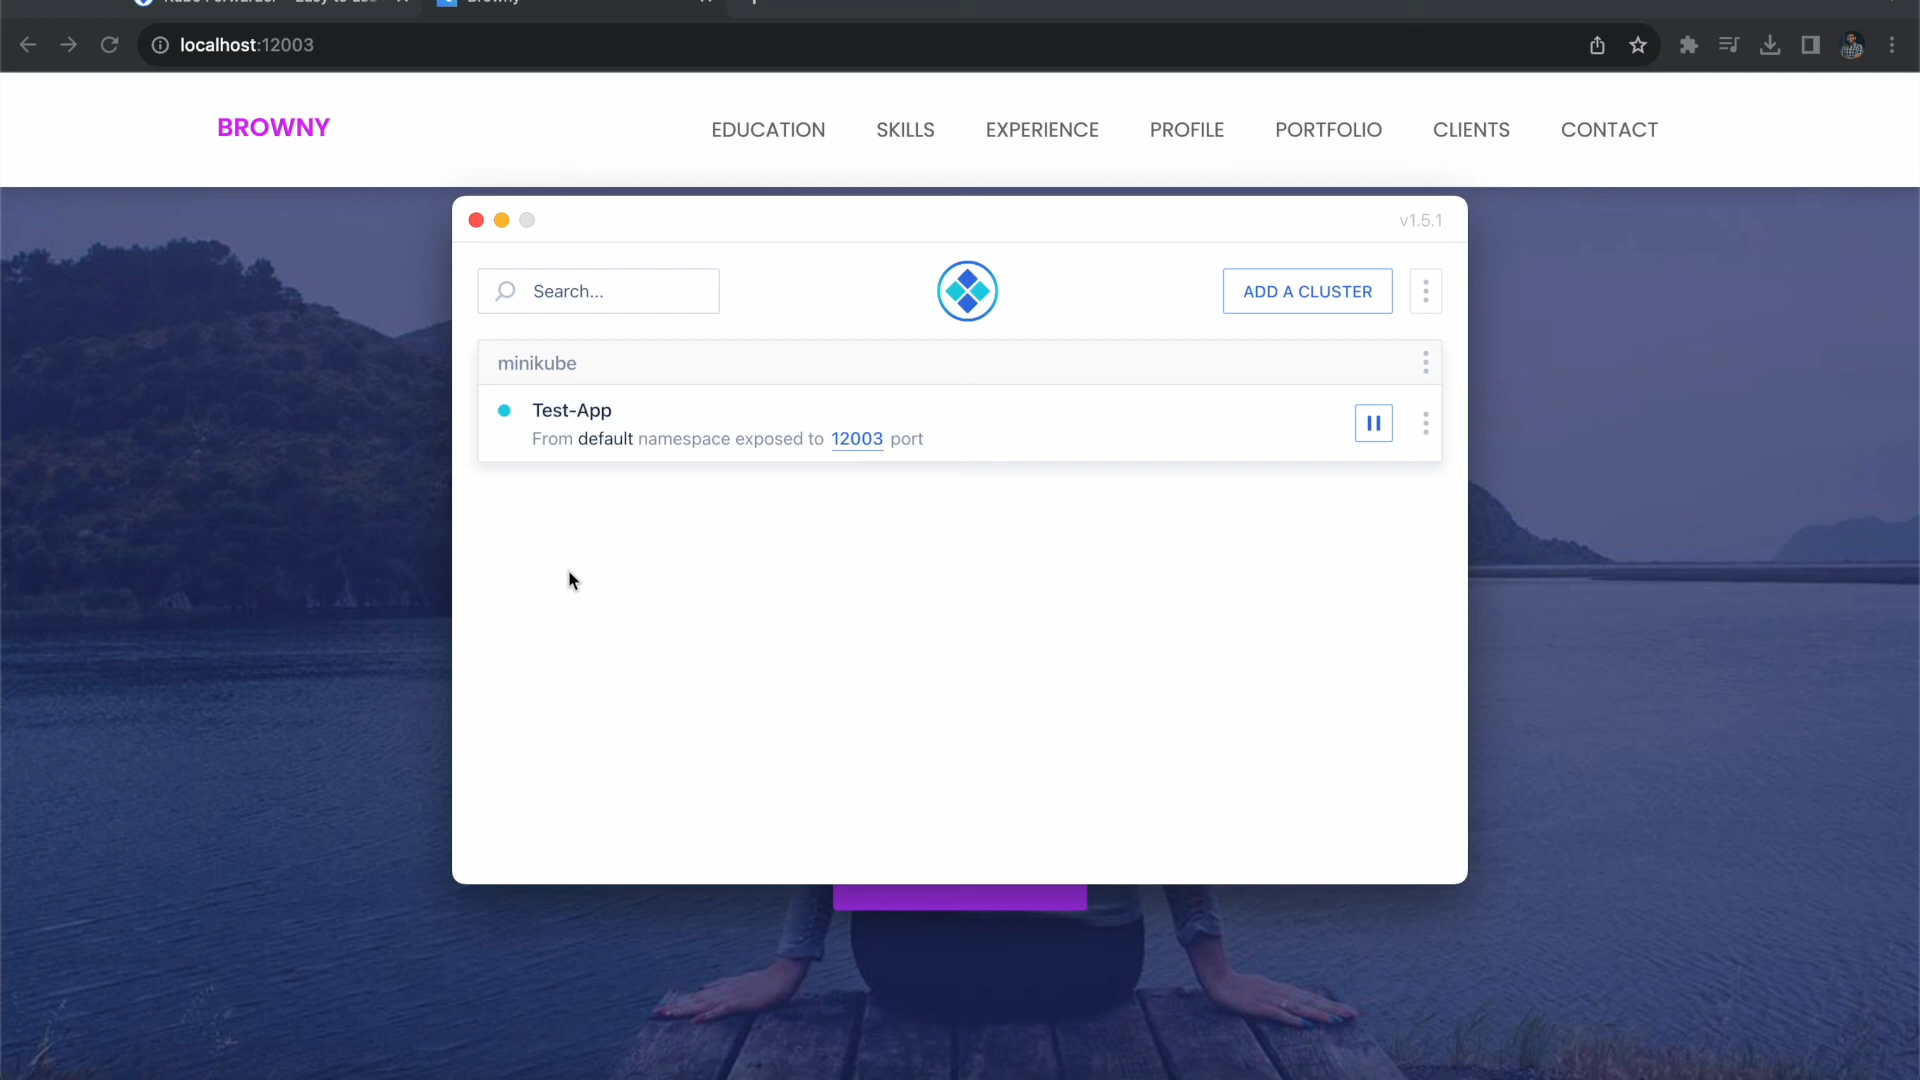 localhost:12003
BROWNY EDUCATION SKILLS EXPERIENCE PROFILE PORTFOLIO CLIENTS CONTACT
v1.5.1
Search... ADD A CLUSTER
minikube
Test-App
From default namespace exposed to 12003 port